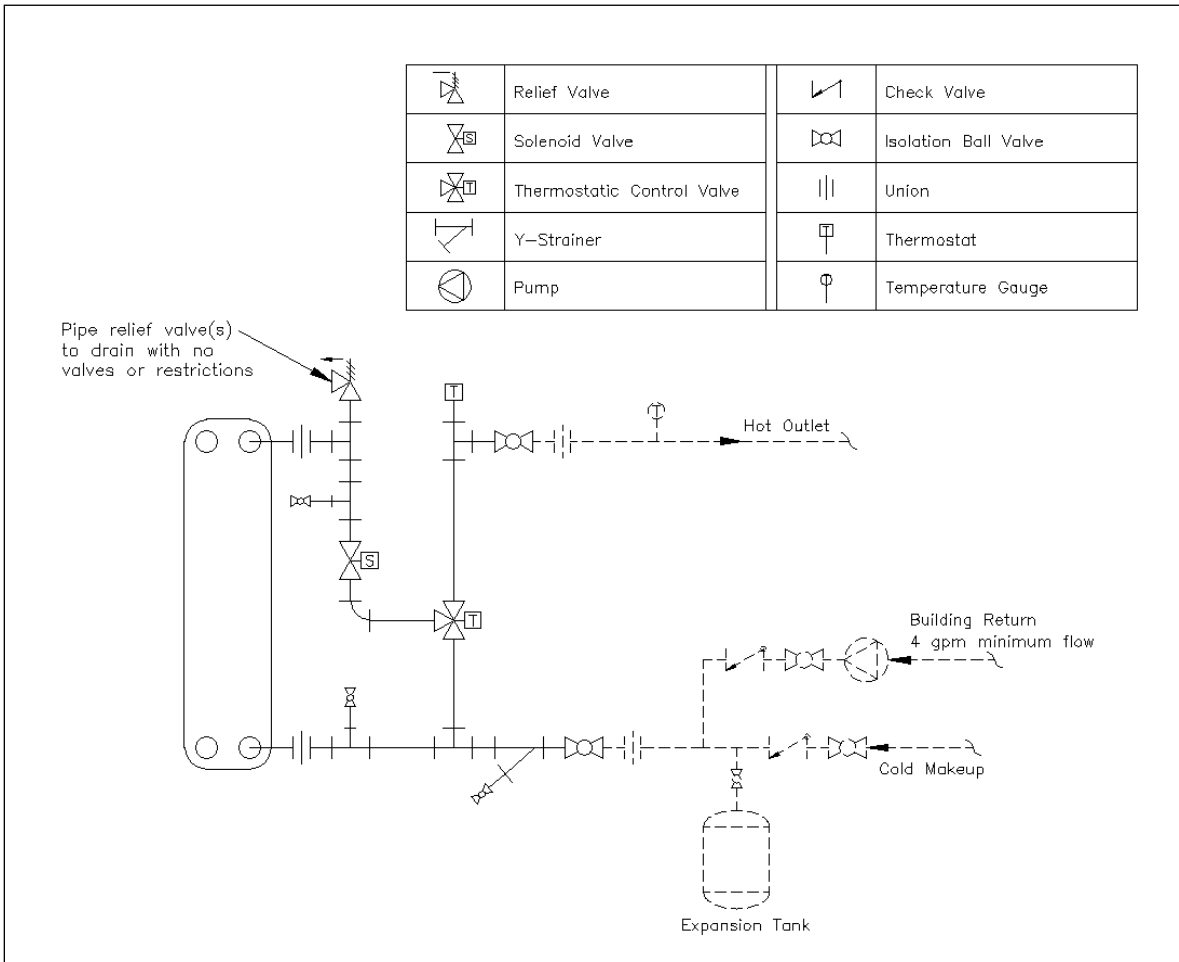 Relief Valve
Check Valve
S
Solenoid Valve
Isolation Ball Valve
T
Thermostatic Control Valve
Union
Y-Strainer
T
Thermostat
Pump
T
Temperature Gauge
Pipe relief valve(s)
to drain with no
valves or restrictions
T
T
Hot Outlet
S
T
Building Return
4 gpm minimum flow
Cold Makeup
Expansion Tank